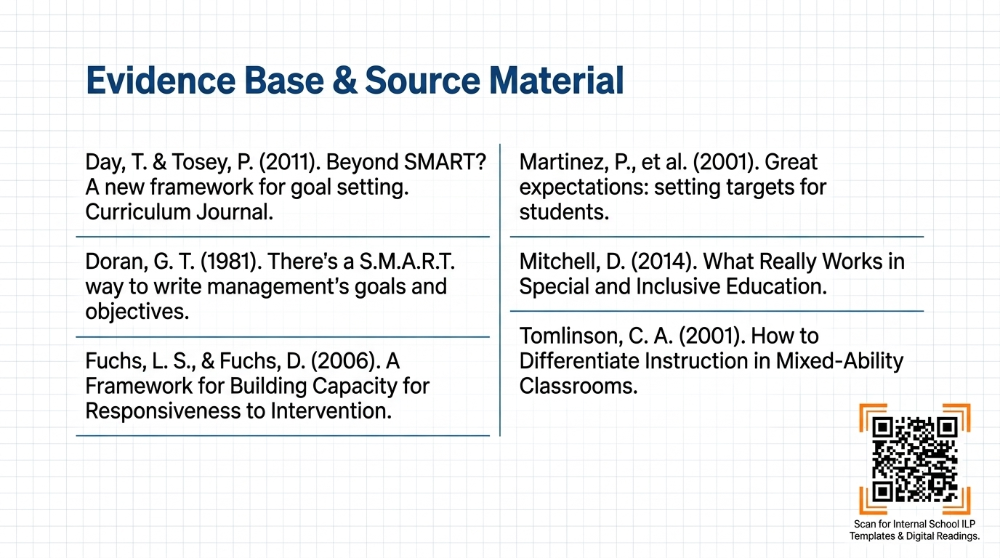 Evidence Base & Source Material
Day, T. & Tosey, P. (2011). Beyond SMART?
A new framework for goal setting.
Curriculum Journal.
Doran, G. T. (1981). There's a S.M.A.R.T.
way to write management's goals and
objectives.
Fuchs, L. S., & Fuchs, D. (2006). A
Framework for Building Capacity for
Responsiveness to Intervention.
Martinez, P., et al. (2001). Great
expectations: setting targets for
students.
Mitchell, D. (2014). What Really Works in
Special and Inclusive Education.
Tomlinson, C. A. (2001). How to
Differentiate Instruction in Mixed-Ability
Classrooms.
Scan for Internal School ILP
Templates & Digital Readings.